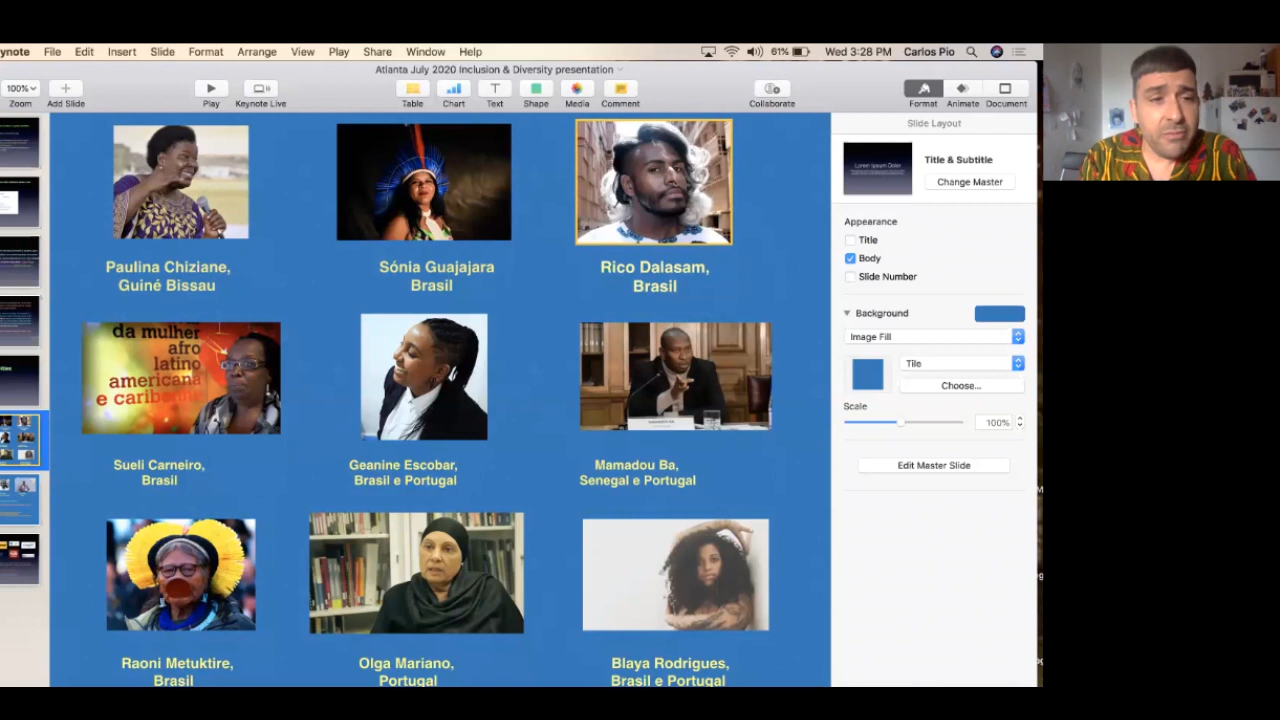 ynote File Edit Insert Slide Format Arrange View Play Share Window Help 61% Wed 3:28 PM Carlos Pio
Atlanta July 2020 Inclusion & Diversity presentation
100%
Zoom Add Slide Play Keynote Live Table Chart Text Shape Media Comment Collaborate Format Animate Document
Slide Layout
Lorem Ipsum Dolor
Title & Subtitle
Change Master
Appearance
Title
Body
Slide Number
Background
Image Fill
Tile
Choose...
Scale
100%
Edit Master Slide
Paulina Chiziane,
Guiné Bissau
Sónia Guajajara
Brasil
Rico Dalasam,
Brasil
da mulher
afro
latino
americana
e caribenha
Sueli Carneiro,
Brasil
Geanine Escobar,
Brasil e Portugal
Mamadou Ba,
Senegal e Portugal
Raoni Metuktire,
Brasil
Olga Mariano,
Portugal
Blaya Rodrigues,
Brasil e Portugal